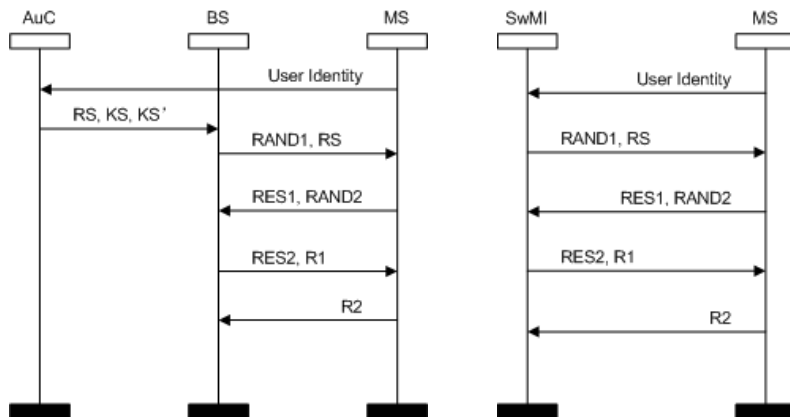 AuC BS MS SwMI MS
User Identity User Identity
RS, KS, KS'
RAND1, RS RAND1, RS
RES1, RAND2 RES1, RAND2
RES2, R1 RES2, R1
R2 R2